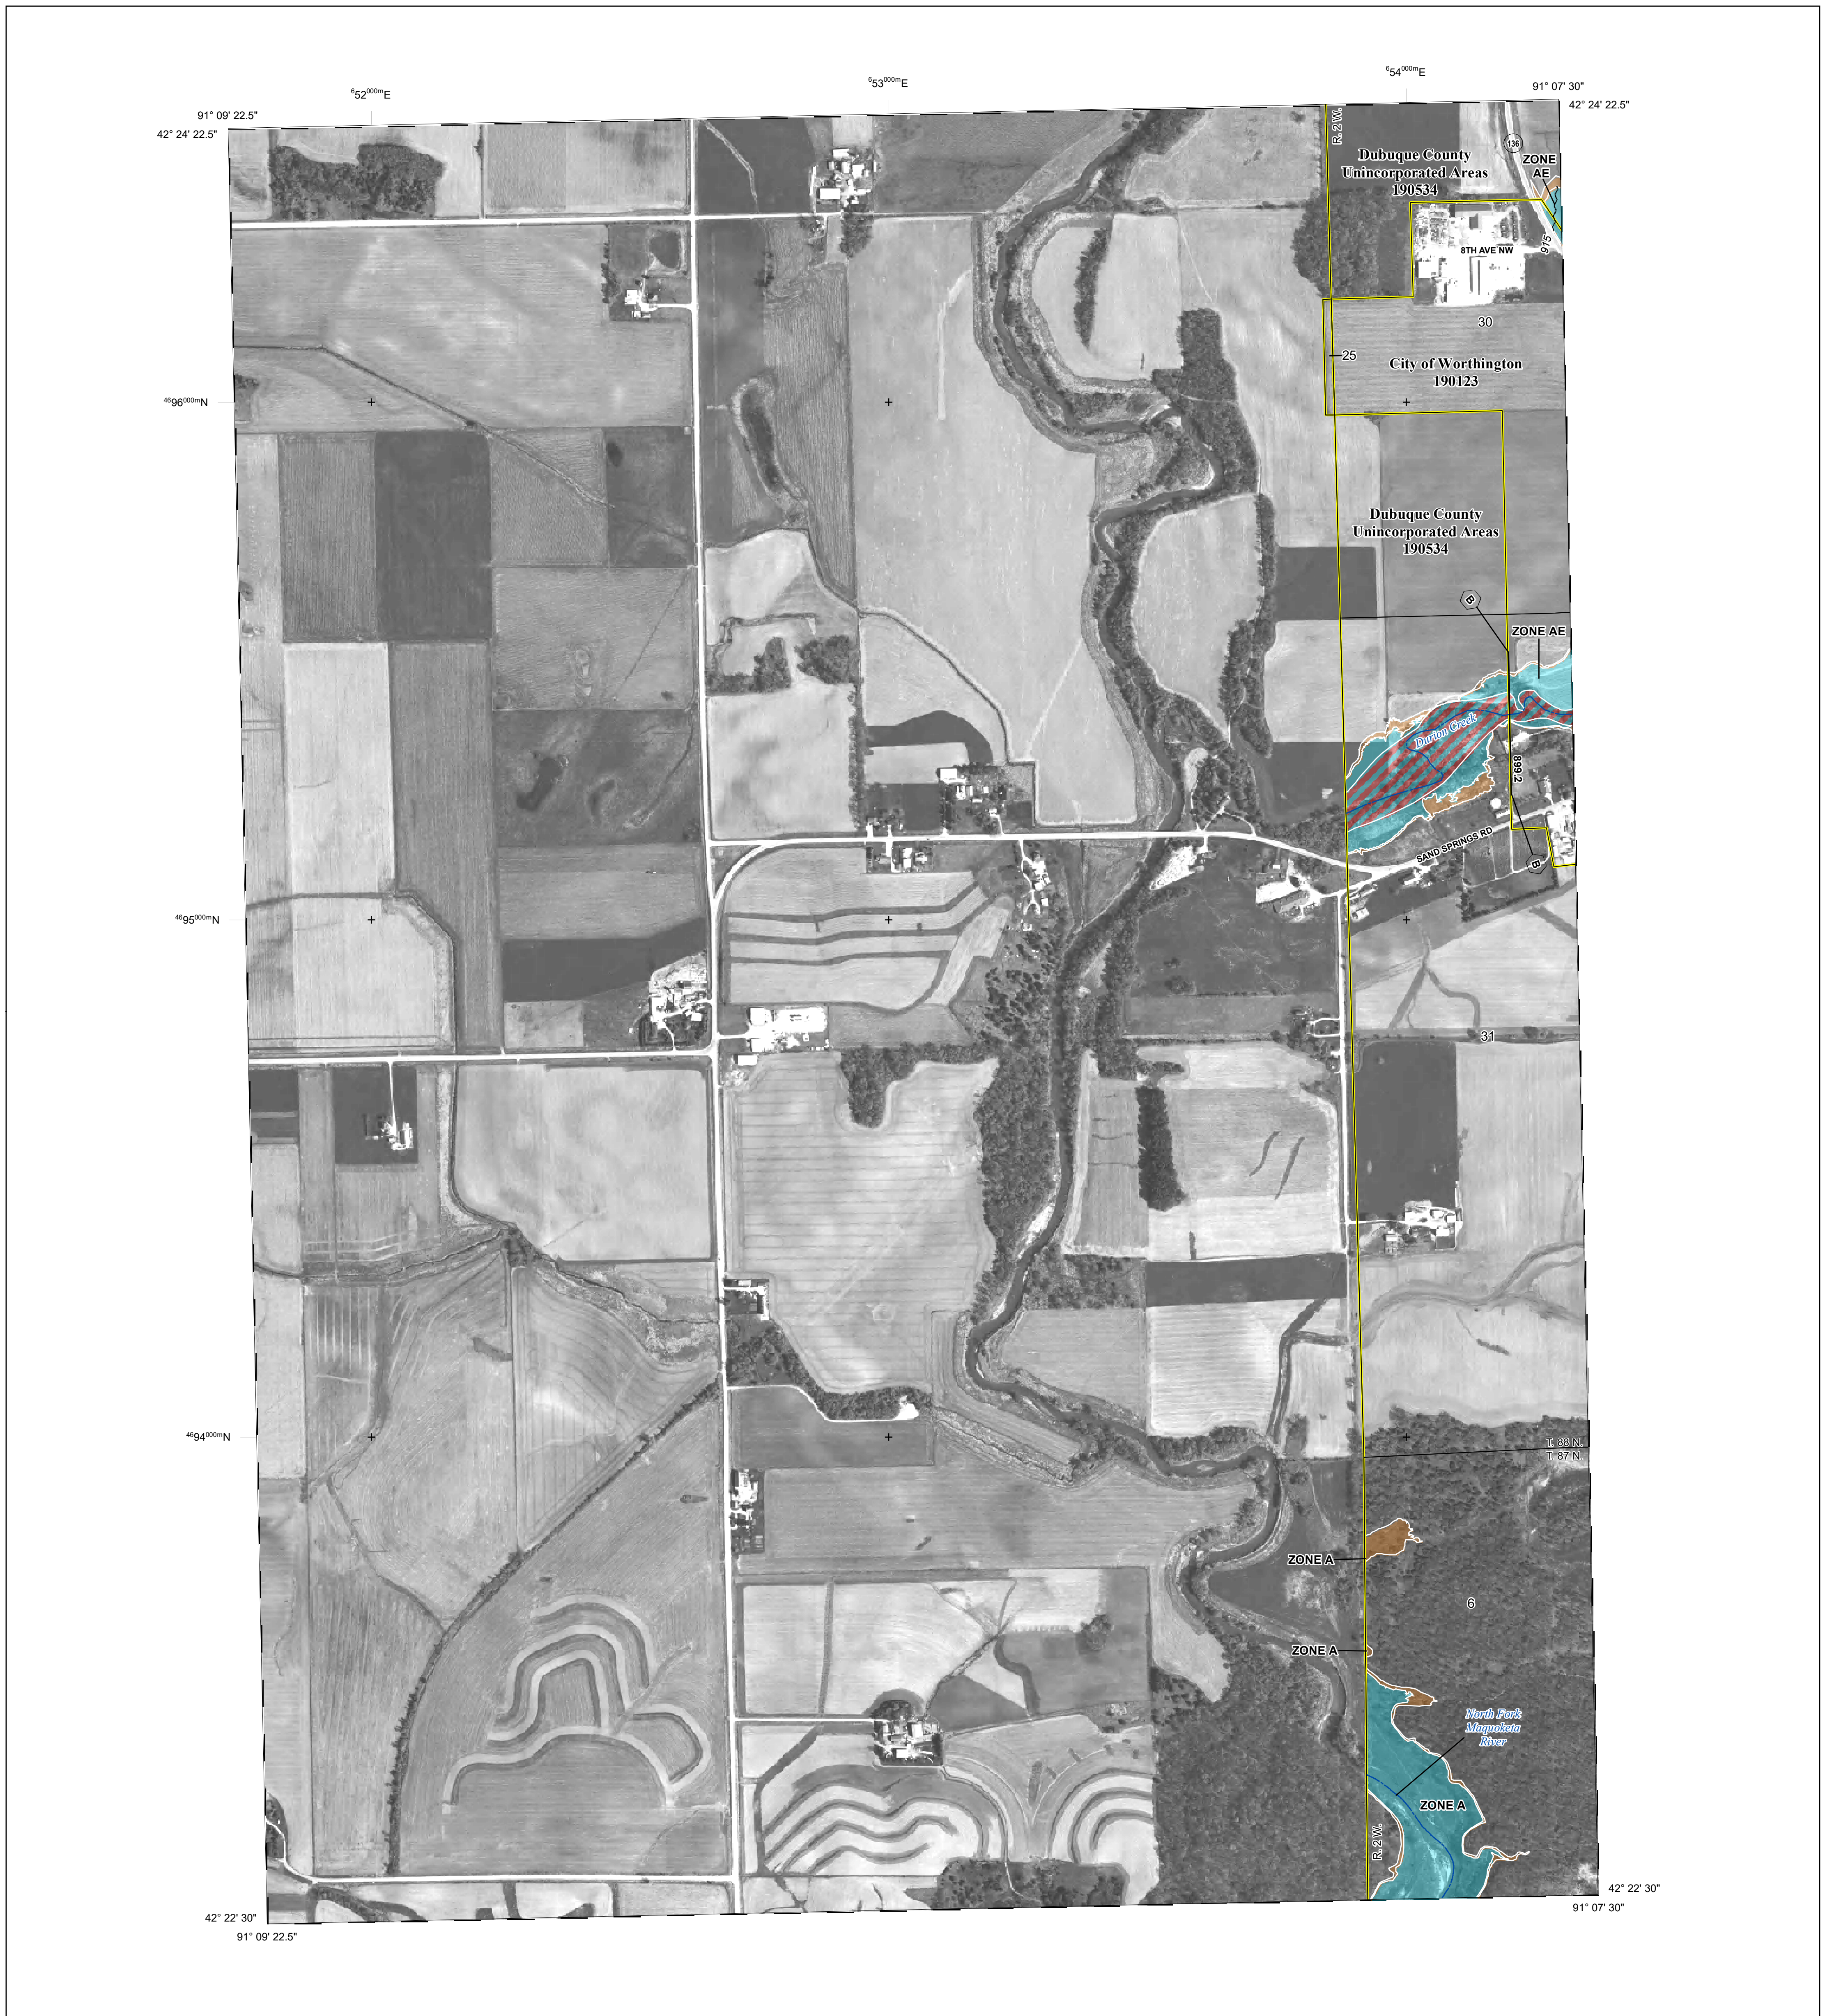 652000mE
653000mE
654000mE
91° 09' 22.5"
91° 07' 30"
42° 24' 22.5"
42° 24' 22.5"
R. 2 W.
136
Dubuque County
Unincorporated Areas
190534
ZONE
AE
8TH AVE NW
915
30
25
City of Worthington
190123
4696000mN
Dubuque County
Unincorporated Areas
190534
B
ZONE AE
Durion Creek
899.2
SAND SPRINGS RD
B
4695000mN
31
4694000mN
T. 88 N.
T. 87 N.
ZONE A
6
ZONE A
North Fork
Maquoketa
River
ZONE A
R. 2 W.
42° 22' 30"
42° 22' 30"
91° 09' 22.5"
91° 07' 30"